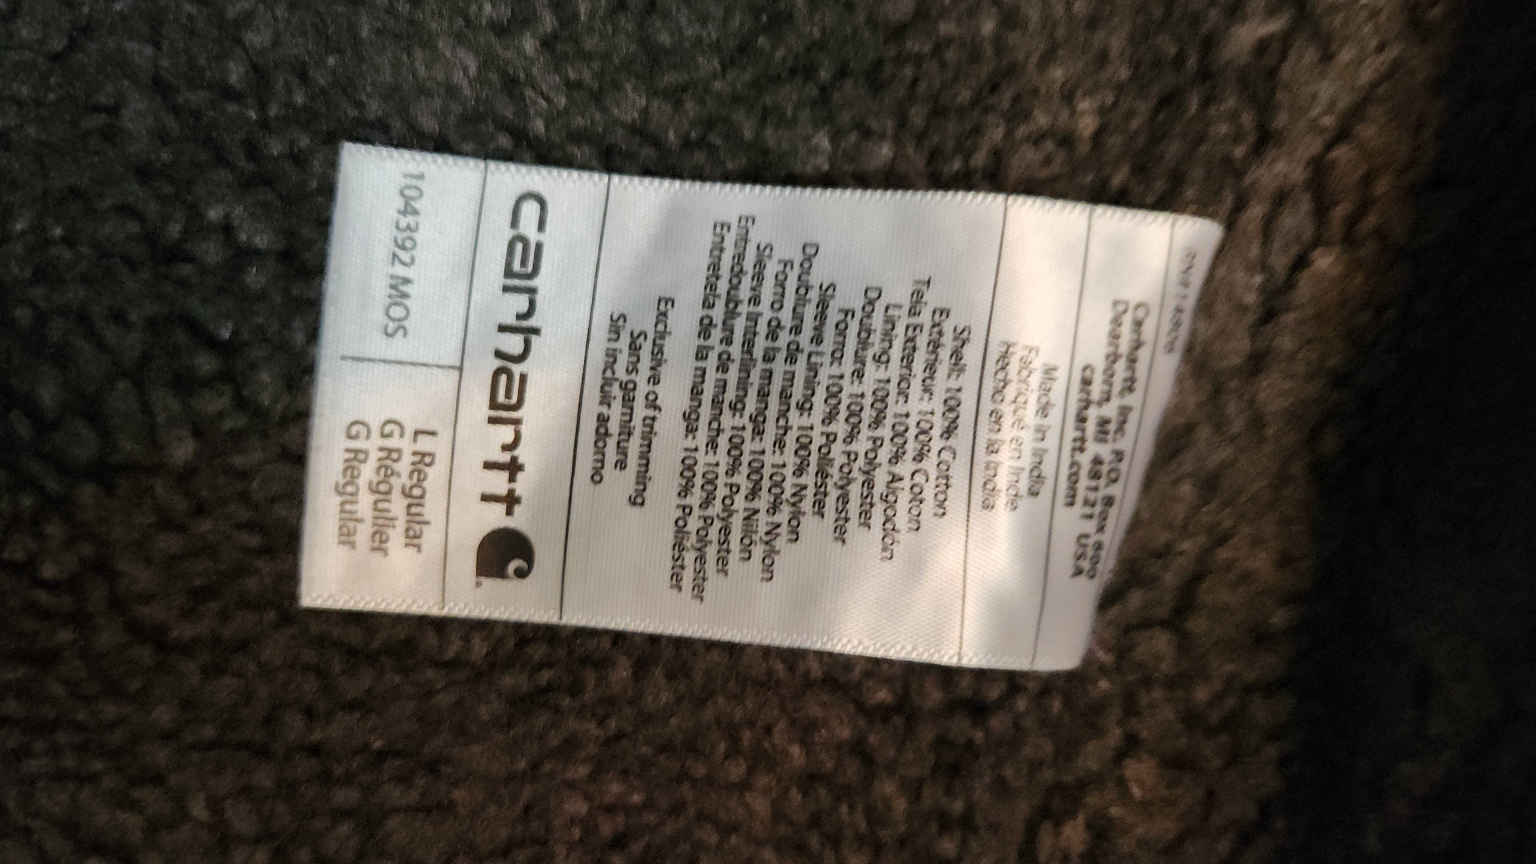 Carhartt, Inc. P.O. Box 600
Dearborn, MI 48121 USA
carhartt.com
Made in India
Fabriqué en Inde
Hecho en la India
Shell: 100% Cotton
Extérieur: 100% Coton
Tela Exterior: 100% Algodón
Lining: 100% Polyester
Doublure: 100% Polyester
Forro: 100% Poliéster
Sleeve Lining: 100% Nylon
Doublure de manche: 100% Nylon
Forro de la manga: 100% Nilón
Sleeve Interlining: 100% Polyester
Entredoublure de manche: 100% Polyester
Entretela de la manga: 100% Poliéster
Exclusive of trimming
Sans garniture
Sin incluir adorno
carhartt
104392 MOS
L Regular
G Régulier
G Regular